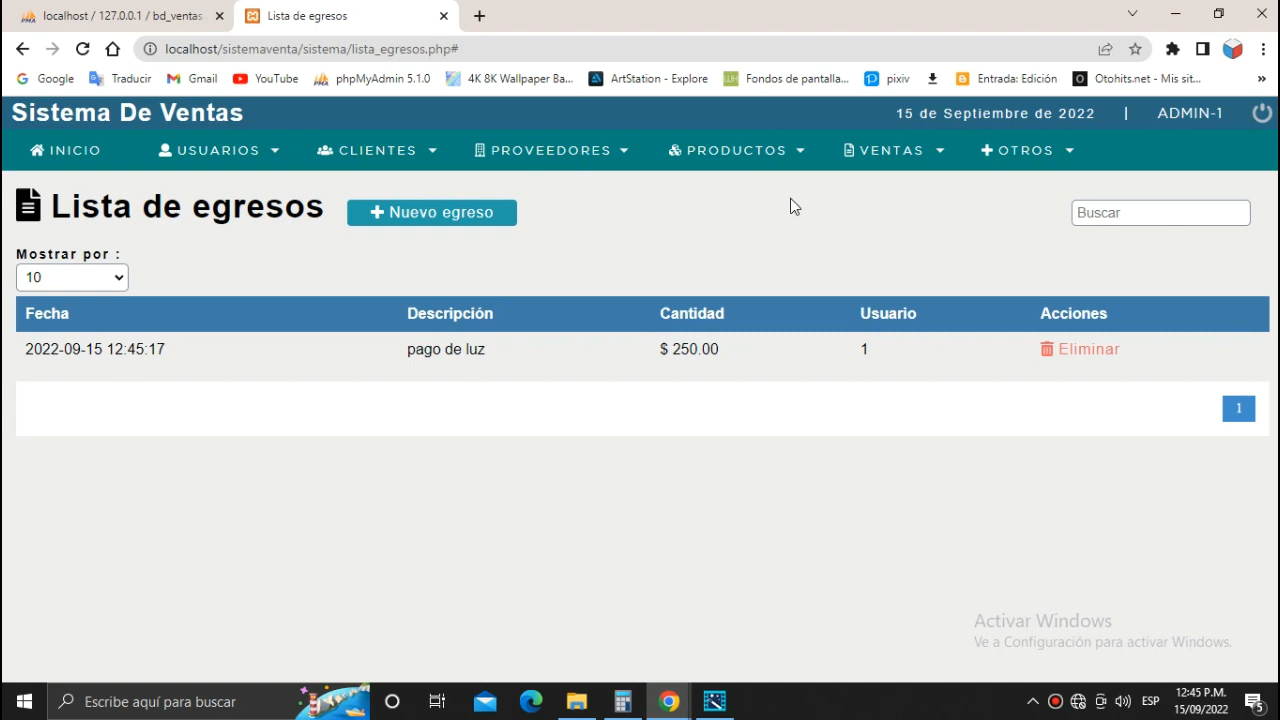 localhost / 127.0.0.1 / bd_ventas
Lista de egresos
localhost/sistemaventa/sistema/lista_egresos.php#
Google Traducir Gmail YouTube phpMyAdmin 5.1.0 4K 8K Wallpaper Ba... ArtStation - Explore Fondos de pantalla... pixiv Entrada: Edición Otohits.net - Mis sit... »
Sistema De Ventas
15 de Septiembre de 2022 | ADMIN-1
INICIO USUARIOS CLIENTES PROVEEDORES PRODUCTOS VENTAS OTROS
Lista de egresos
+ Nuevo egreso
Buscar
Mostrar por :
10
Fecha Descripción Cantidad Usuario Acciones
2022-09-15 12:45:17 pago de luz $ 250.00 1 Eliminar
1
Activar Windows
Ve a Configuración para activar Windows.
Escribe aquí para buscar
ESP
12:45 P.M.
15/09/2022
5